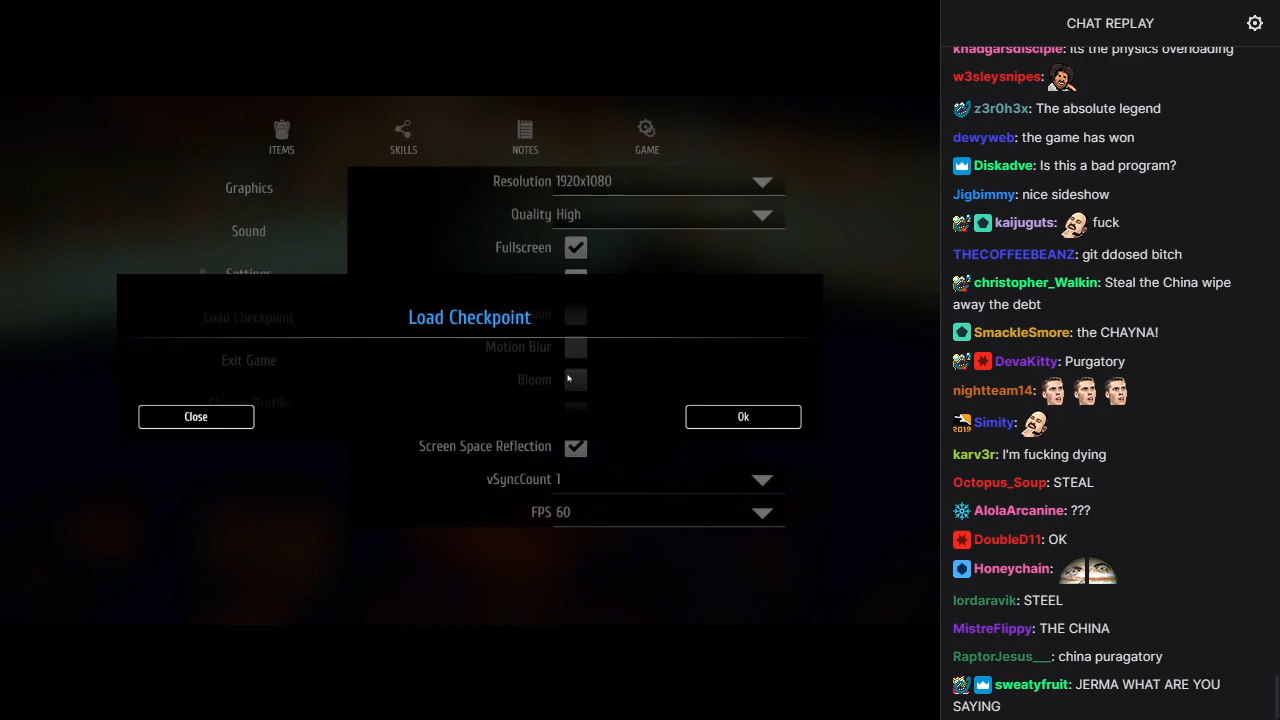 ITEMS
SKILLS
NOTES
GAME
Graphics
Sound
Settings
Load Checkpoint
Exit Game
Change Profile
Resolution 1920x1080
Quality High
Fullscreen
Motion Blur
Bloom
Screen Space Reflection
vSyncCount 1
FPS 60
Load Checkpoint
Close
Ok
CHAT REPLAY
khadgarsdisciple: its the physics overloading
w3sleysnipes:
z3r0h3x: The absolute legend
dewyweb: the game has won
Diskadve: Is this a bad program?
Jigbimmy: nice sideshow
kaijuguts: fuck
THECOFFEEBEANZ: git ddosed bitch
christopher_Walkin: Steal the China wipe
away the debt
SmackleSmore: the CHAYNA!
DevaKitty: Purgatory
nightteam14:
2019 Simity:
karv3r: I'm fucking dying
Octopus_Soup: STEAL
AlolaArcanine: ???
DoubleD11: OK
Honeychain:
lordaravik: STEEL
MistreFlippy: THE CHINA
RaptorJesus___: china puragatory
sweatyfruit: JERMA WHAT ARE YOU
SAYING